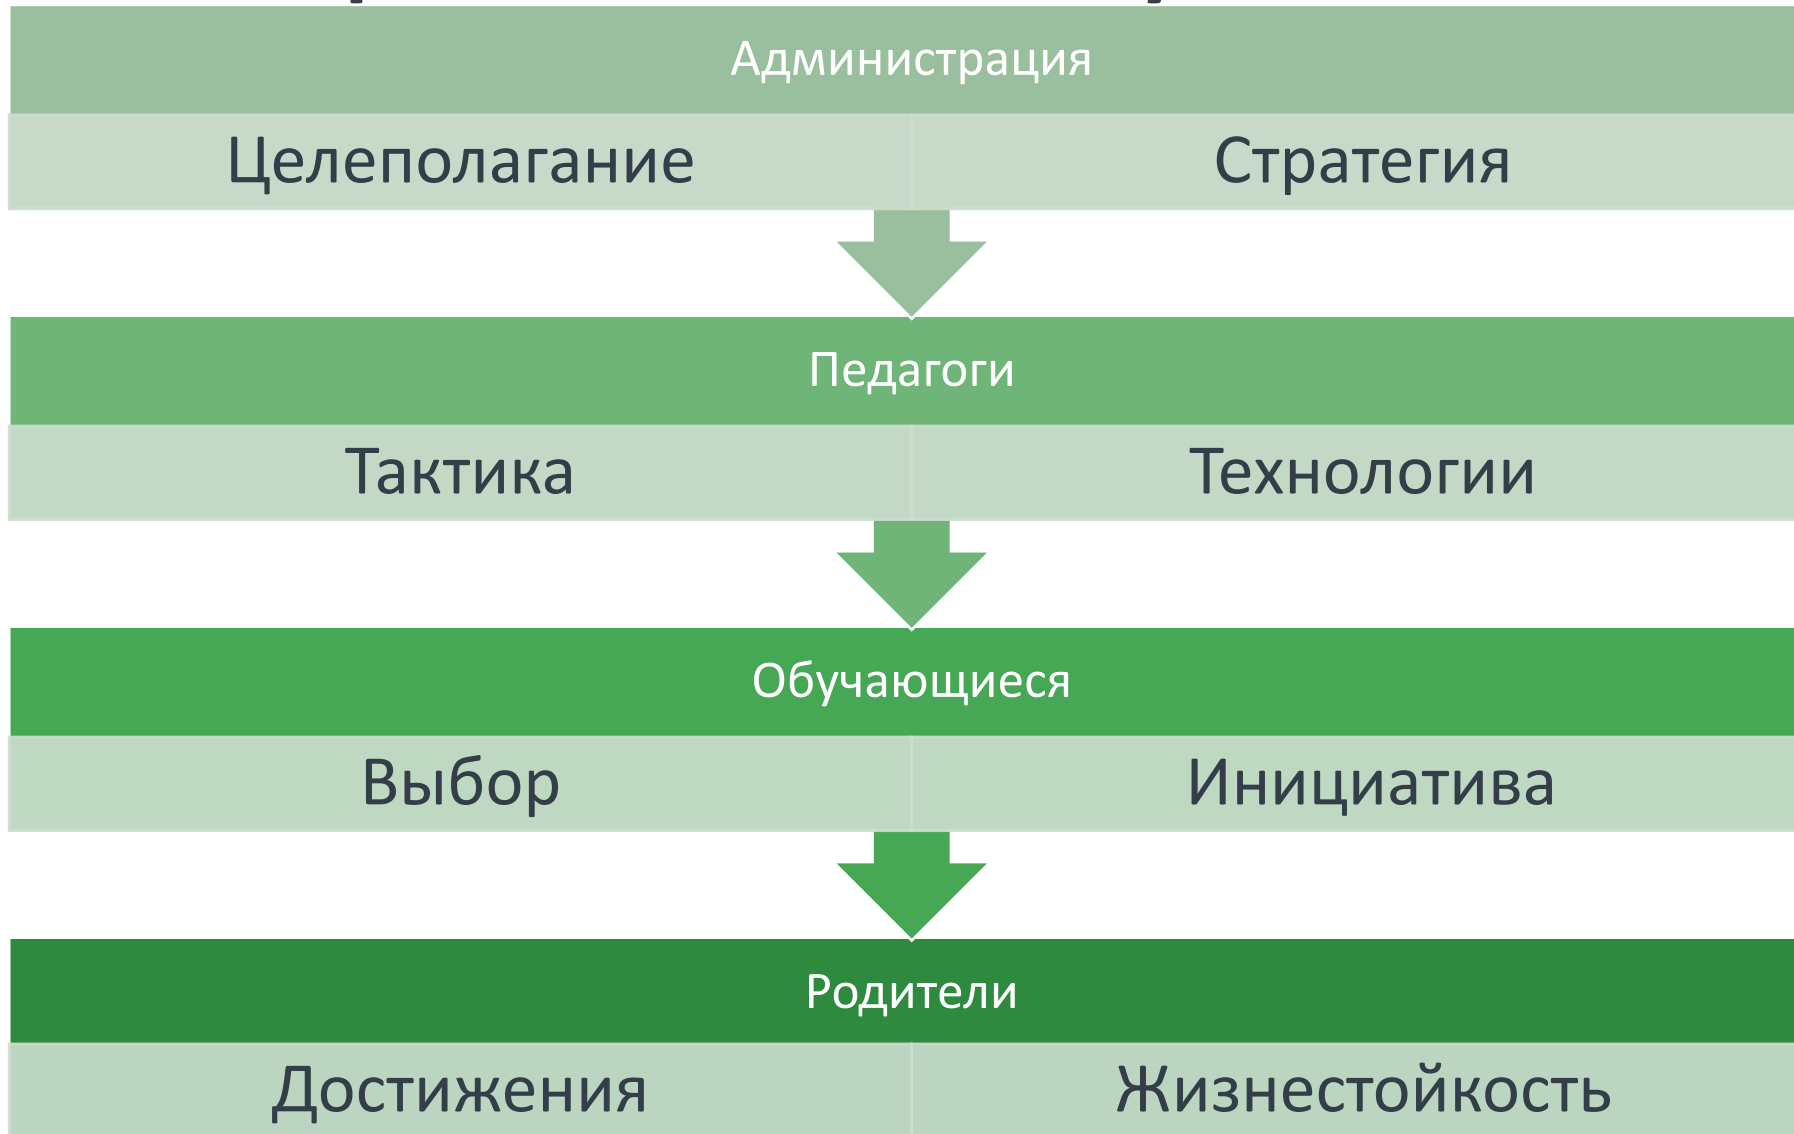 Администрация
Целеполагание Стратегия
Педагоги
Тактика Технологии
Обучающиеся
Выбор Инициатива
Родители
Достижения Жизнестойкость